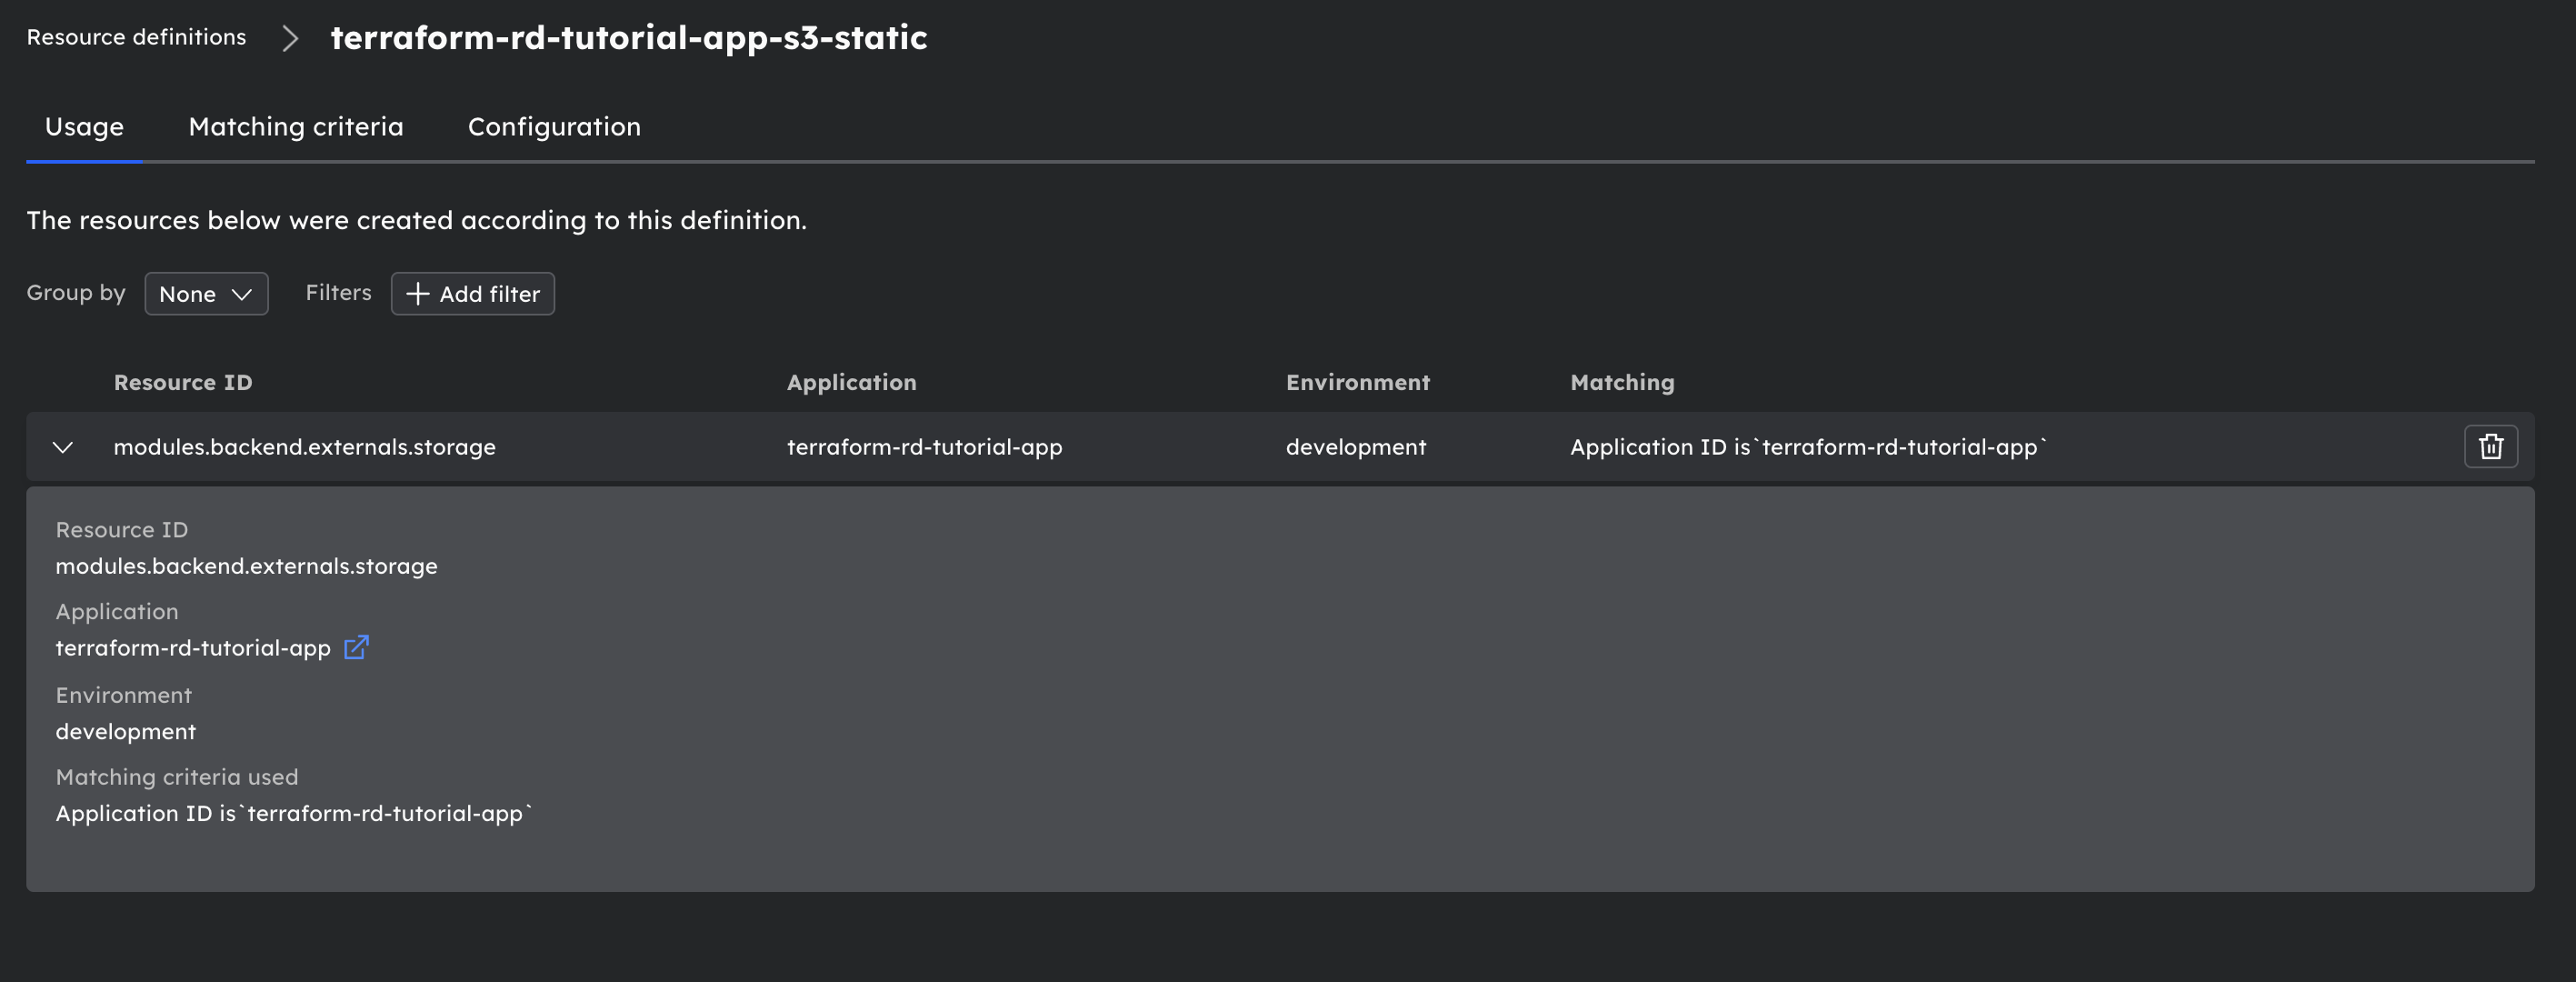 Resource definitions terraform-rd-tutorial-app-s3-static
Usage Matching criteria Configuration
The resources below were created according to this definition.
Group by None Filters Add filter
Resource ID Application Environment Matching
modules.backend.externals.storage terraform-rd-tutorial-app development Application ID is`terraform-rd-tutorial-app`
Resource ID
modules.backend.externals.storage
Application
terraform-rd-tutorial-app
Environment
development
Matching criteria used
Application ID is`terraform-rd-tutorial-app`